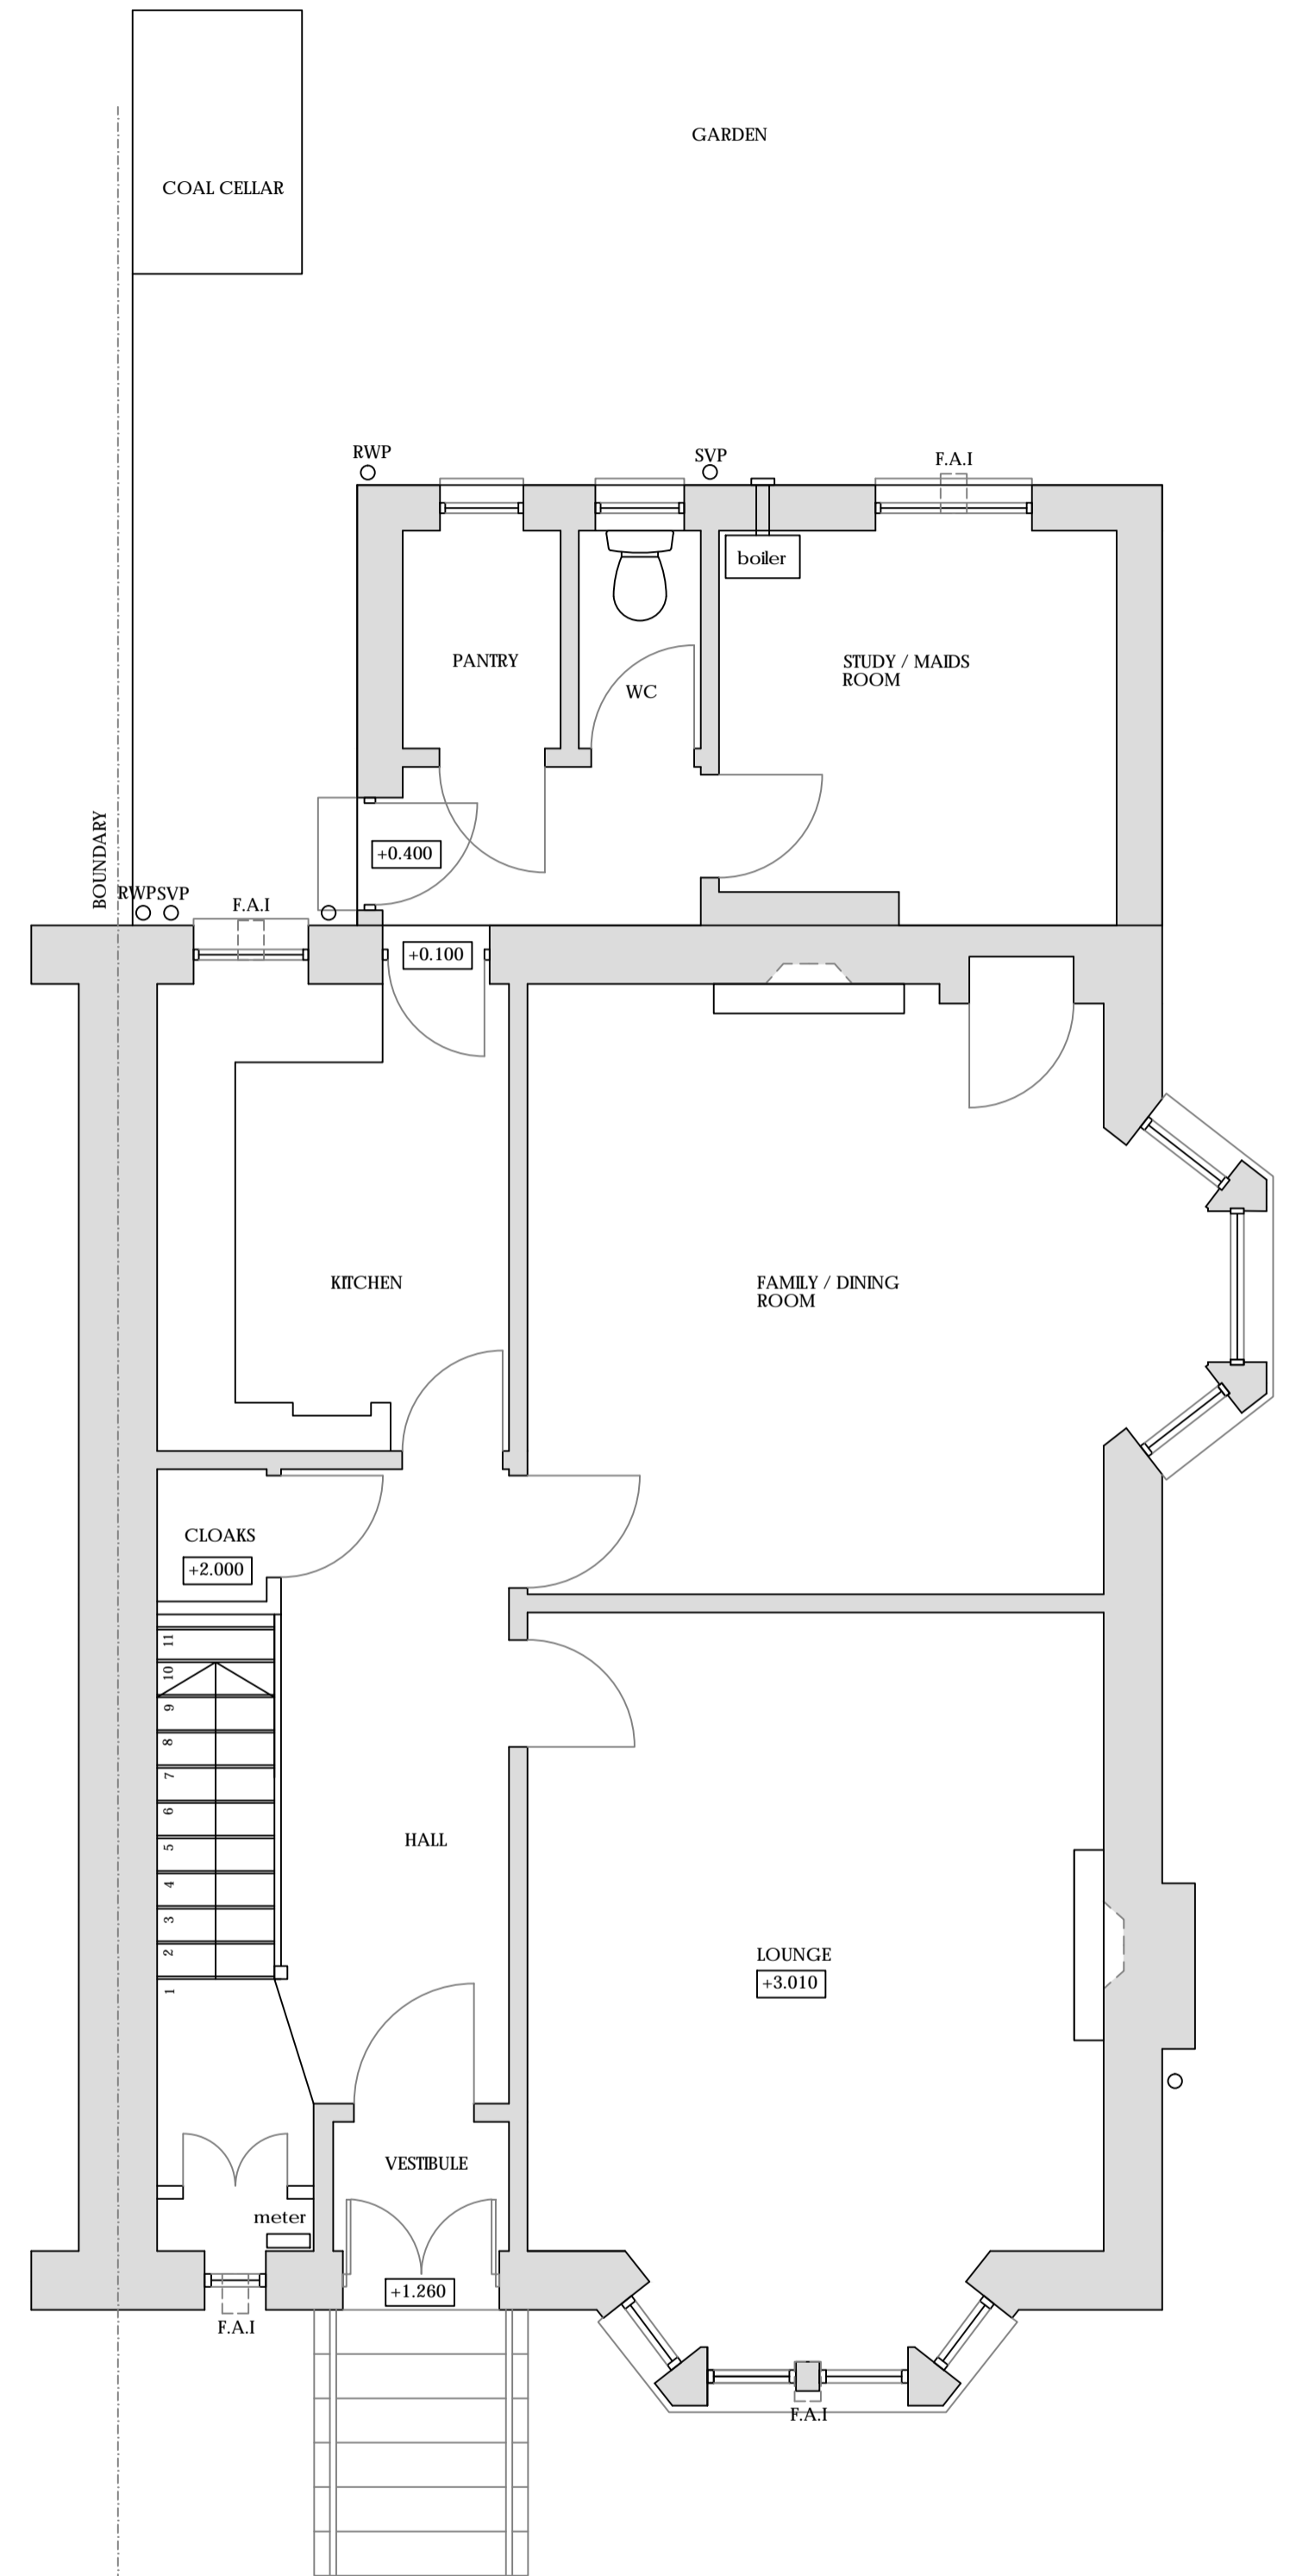 GARDEN
COAL CELLAR
RWP
SVP
F.A.I
boiler
PANTRY
STUDY / MAIDS
ROOM
WC
BOUNDARY
+0.400
RWP
SVP
F.A.I
+0.100
KITCHEN
FAMILY / DINING
ROOM
CLOAKS
+2.000
11
10
9
8
7
6
5
4
3
2
1
HALL
LOUNGE
+3.010
VESTIBULE
meter
+1.260
F.A.I
F.A.I